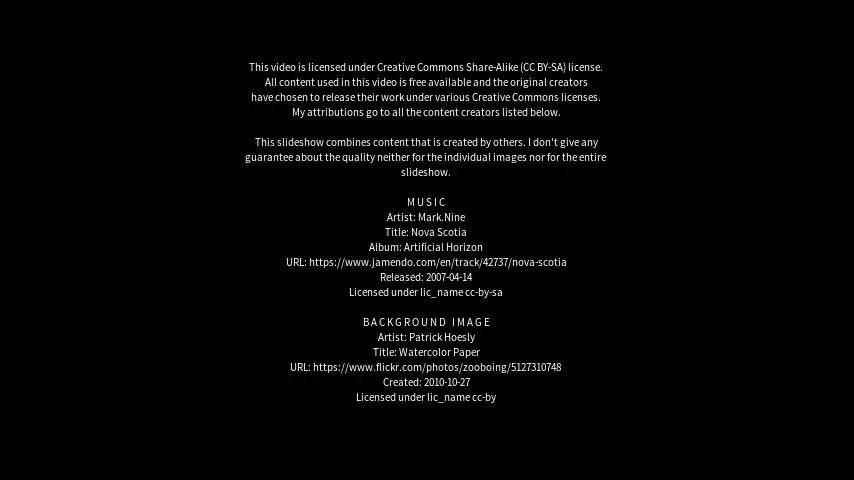 This video is licensed under Creative Commons Share-Alike (CC BY-SA) license.
All content used in this video is free available and the original creators
have chosen to release their work under various Creative Commons licenses.
My attributions go to all the content creators listed below.
This slideshow combines content that is created by others. I don't give any
guarantee about the quality neither for the individual images nor for the entire
slideshow.
MUSIC
Artist: Mark.Nine
Title: Nova Scotia
Album: Artificial Horizon
URL: https://www.jamendo.com/en/track/42737/nova-scotia
Released: 2007-04-14
Licensed under lic_name cc-by-sa
BACKGROUND IMAGE
Artist: Patrick Hoesly
Title: Watercolor Paper
URL: https://www.flickr.com/photos/zooboing/5127310748
Created: 2010-10-27
Licensed under lic_name cc-by